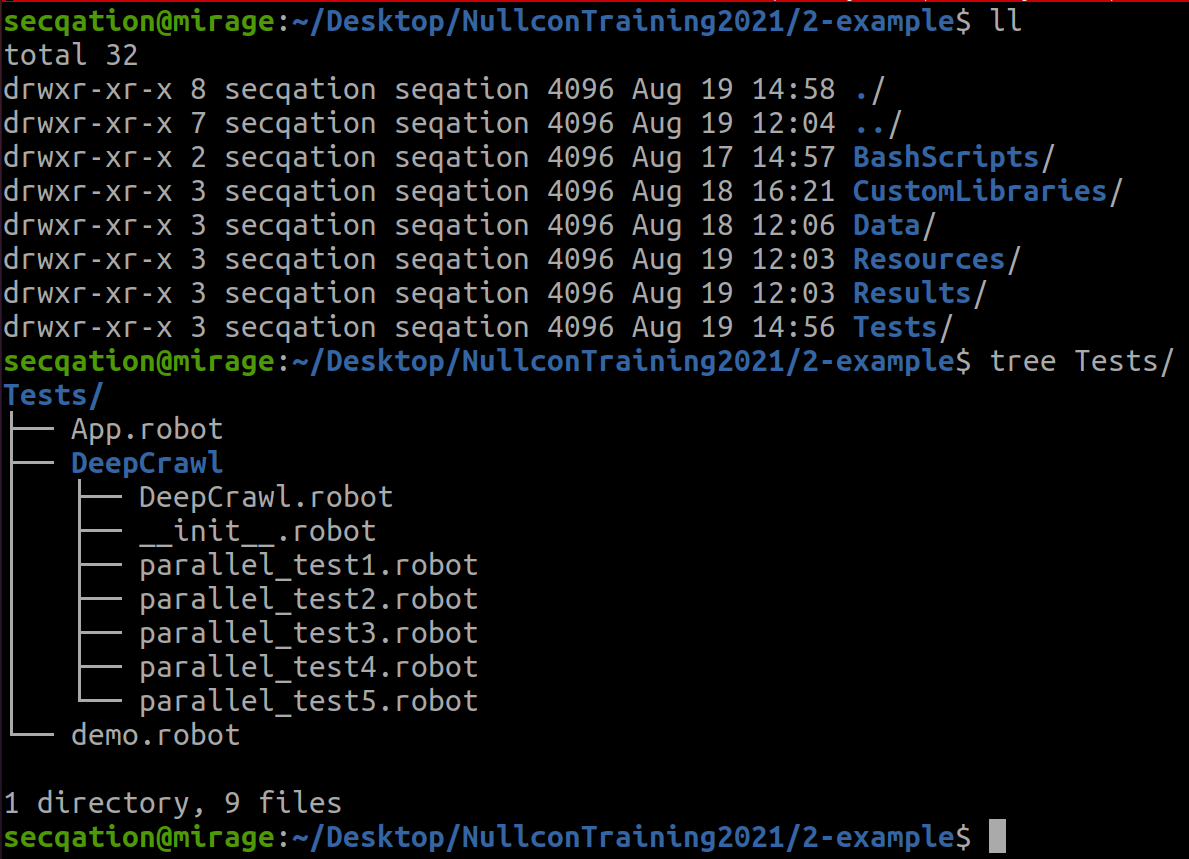 secqation@mirage:~/Desktop/NullconTraining2021/2-example$ ll
total 32
drwxr-xr-x 8 secqation seqation 4096 Aug 19 14:58 ./
drwxr-xr-x 7 secqation seqation 4096 Aug 19 12:04 ../
drwxr-xr-x 2 secqation seqation 4096 Aug 17 14:57 BashScripts/
drwxr-xr-x 3 secqation seqation 4096 Aug 18 16:21 CustomLibraries/
drwxr-xr-x 3 secqation seqation 4096 Aug 18 12:06 Data/
drwxr-xr-x 3 secqation seqation 4096 Aug 19 12:03 Resources/
drwxr-xr-x 3 secqation seqation 4096 Aug 19 12:03 Results/
drwxr-xr-x 3 secqation seqation 4096 Aug 19 14:56 Tests/
secqation@mirage:~/Desktop/NullconTraining2021/2-example$ tree Tests/
Tests/
├── App.robot
├── DeepCrawl
│   ├── DeepCrawl.robot
│   ├── __init__.robot
│   ├── parallel_test1.robot
│   ├── parallel_test2.robot
│   ├── parallel_test3.robot
│   ├── parallel_test4.robot
│   └── parallel_test5.robot
└── demo.robot
1 directory, 9 files
secqation@mirage:~/Desktop/NullconTraining2021/2-example$